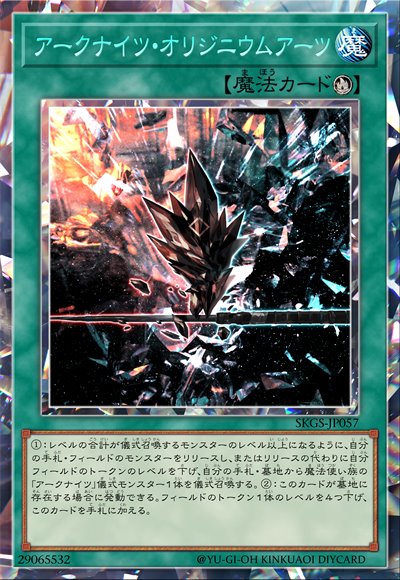 アークナイツ・オリジニウムアーツ
魔
【魔法カード】
SKGS-JP057
①:レベルの合計が儀式召喚するモンスターのレベル以上になるように、自分
の手札・フィールドのモンスターをリリースし、またはリリースの代わりに自分
フィールドのトークンのレベルを下げ、自分の手札・墓地から魔法使い族の
「アークナイツ」儀式モンスター1体を儀式召喚する。②:このカードが墓地に
存在する場合に発動できる。フィールドのトークン1体のレベルを4つ下げ、
このカードを手札に加える。
29065532
↑YU-GI-OH KINKUAOI DIYCARD